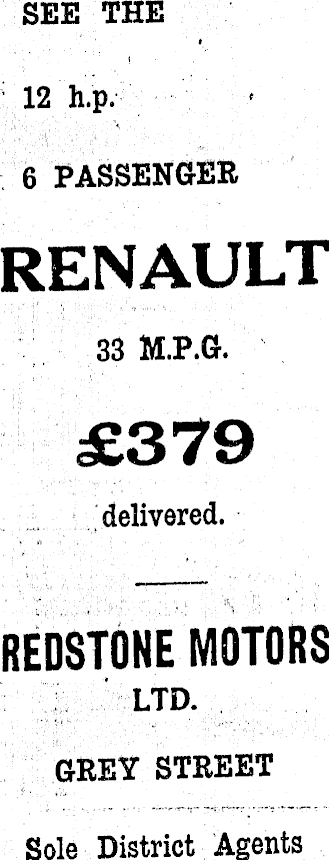 SEE THE
12 h.p.
6 PASSENGER
RENAULT
33 M.P.G.
£379
delivered.
REDSTONE MOTORS
LTD.
GREY STREET
Sole District Agents